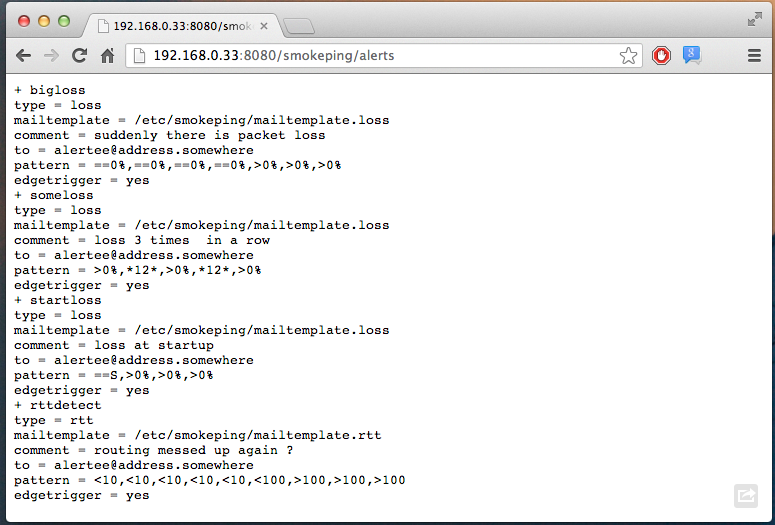 192.168.0.33:8080/smok
192.168.0.33:8080/smokeping/alerts
8
+ bigloss
type = loss
mailtemplate = /etc/smokeping/mailtemplate.loss
comment = suddenly there is packet loss
to = alertee@address.somewhere
pattern = ==0%,==0%,==0%,==0%,>0%,>0%,>0%
edgetrigger = yes
+ someloss
type = loss
mailtemplate = /etc/smokeping/mailtemplate.loss
comment = loss 3 times  in a row
to = alertee@address.somewhere
pattern = >0%,*12*,>0%,*12*,>0%
edgetrigger = yes
+ startloss
type = loss
mailtemplate = /etc/smokeping/mailtemplate.loss
comment = loss at startup
to = alertee@address.somewhere
pattern = ==S,>0%,>0%,>0%
edgetrigger = yes
+ rttdetect
type = rtt
mailtemplate = /etc/smokeping/mailtemplate.rtt
comment = routing messed up again ?
to = alertee@address.somewhere
pattern = <10,<10,<10,<10,<10,<100,>100,>100,>100
edgetrigger = yes